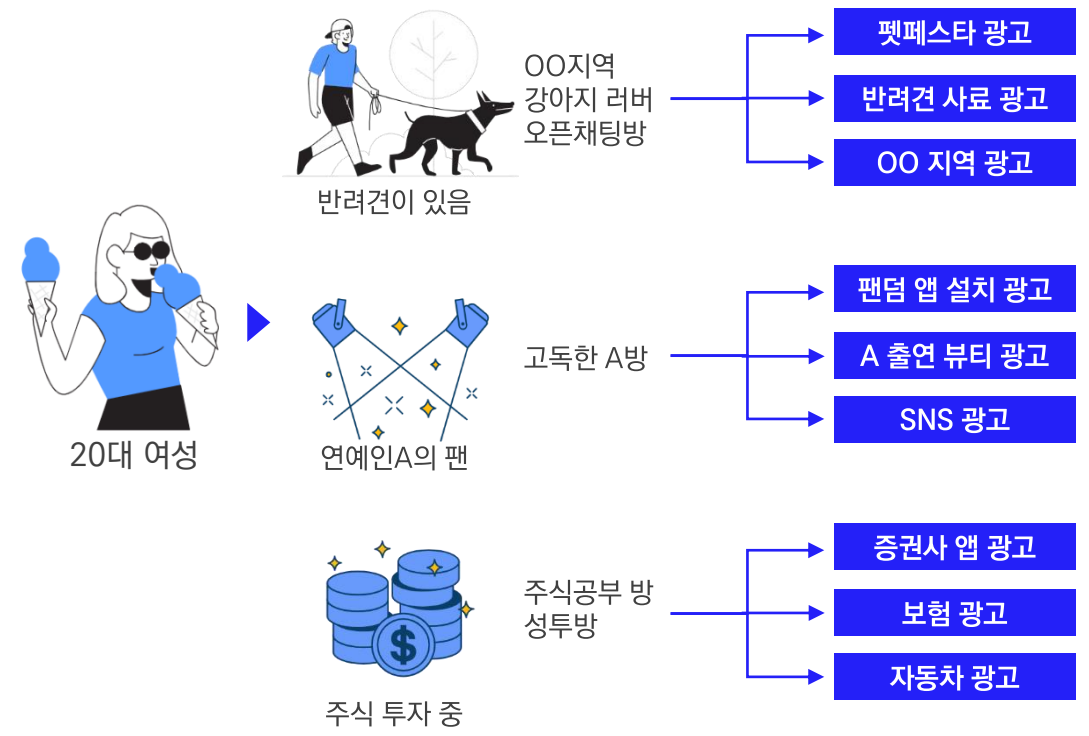 20대 여성
반려견이 있음
OO지역
강아지 러버
오픈채팅방
펫페스타 광고
반려견 사료 광고
OO 지역 광고
연예인A의 팬
고독한 A방
팬덤 앱 설치 광고
A 출연 뷰티 광고
SNS 광고
주식 투자 중
주식공부 방
성투방
증권사 앱 광고
보험 광고
자동차 광고
$